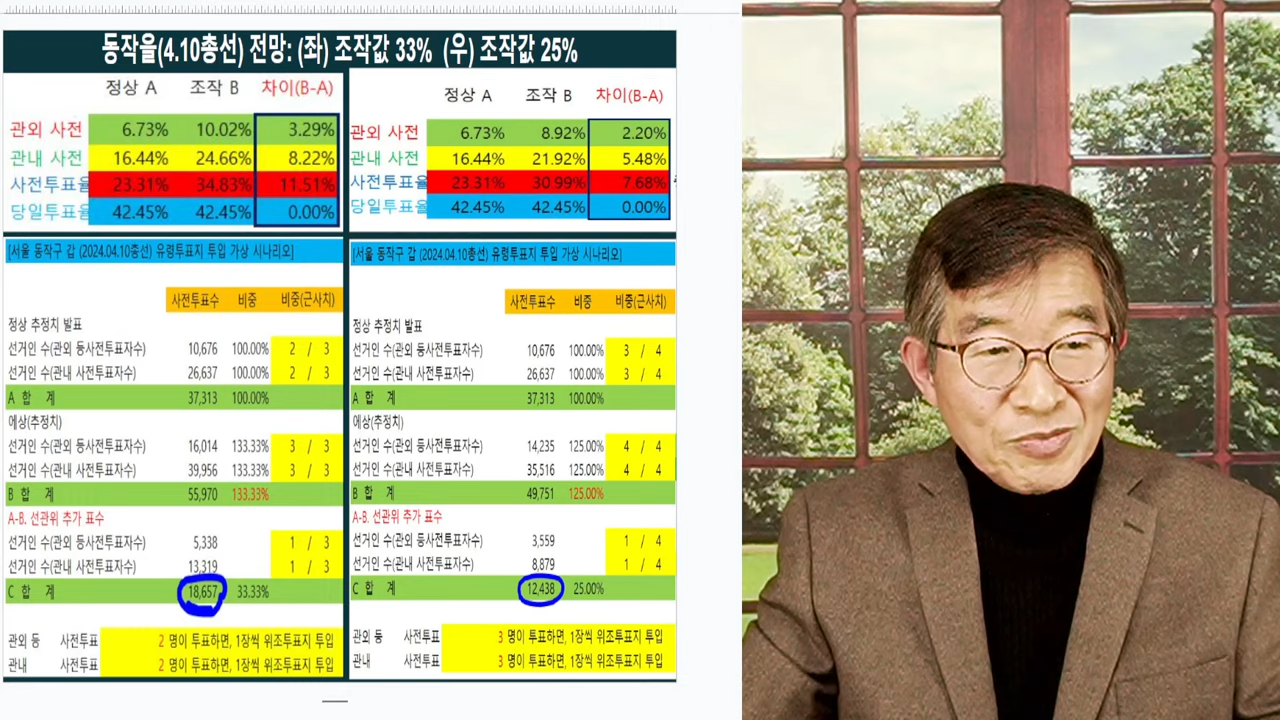 동작을(4.10총선) 전망: (좌) 조작값 33% (우) 조작값 25%
정상 A 조작 B 차이(B-A)
관외 사전 6.73% 10.02% 3.29%
관내 사전 16.44% 24.66% 8.22%
사전투표율 23.31% 34.83% 11.51%
당일투표율 42.45% 42.45% 0.00%
[서울 동작구 갑 (2024.04.10총선) 유령투표지 투입 가상 시나리오]
사전투표수 비중 비중(근사치)
정상 추정치 발표
선거인 수(관외 등사전투표자수) 10,676 100.00% 2 / 3
선거인 수(관내 사전투표자수) 26,637 100.00% 2 / 3
A 합 계 37,313 100.00%
예상(추정치)
선거인 수(관외 등사전투표자수) 16,014 133.33% 3 / 3
선거인 수(관내 사전투표자수) 39,956 133.33% 3 / 3
B 합 계 55,970 133.33%
A-B. 선관위 추가 표수
선거인 수(관외 등사전투표자수) 5,338 1 / 3
선거인 수(관내 사전투표자수) 13,319 1 / 3
C 합 계 18,657 33.33%
관외 등 사전투표 2 명이 투표하면, 1장씩 위조투표지 투입
관내 사전투표 2 명이 투표하면, 1장씩 위조투표지 투입
정상 A 조작 B 차이(B-A)
관외 사전 6.73% 8.92% 2.20%
관내 사전 16.44% 21.92% 5.48%
사전투표율 23.31% 30.99% 7.68%
당일투표율 42.45% 42.45% 0.00%
[서울 동작구 갑 (2024.04.10총선) 유령투표지 투입 가상 시나리오]
사전투표수 비중 비중(근사치)
정상 추정치 발표
선거인 수(관외 등사전투표자수) 10,676 100.00% 3 / 4
선거인 수(관내 사전투표자수) 26,637 100.00% 3 / 4
A 합 계 37,313 100.00%
예상(추정치)
선거인 수(관외 등사전투표자수) 14,235 125.00% 4 / 4
선거인 수(관내 사전투표자수) 35,516 125.00% 4 / 4
B 합 계 49,751 125.00%
A-B. 선관위 추가 표수
선거인 수(관외 등사전투표자수) 3,559 1 / 4
선거인 수(관내 사전투표자수) 8,879 1 / 4
C 합 계 12,438 25.00%
관외 등 사전투표 3 명이 투표하면, 1장씩 위조투표지 투입
관내 사전투표 3 명이 투표하면, 1장씩 위조투표지 투입